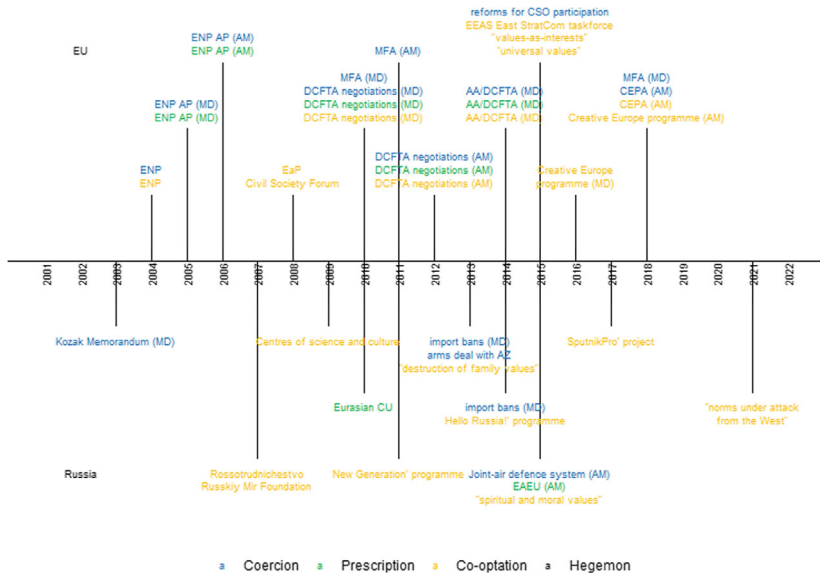 reforms for CSO participation
EEAS East StratCom taskforce
"values-as-interests"
"universal values"
ENP AP (AM)
ENP AP (AM)
EU
MFA (AM)
MFA (MD)
DCFTA negotiations (MD)
DCFTA negotiations (MD)
DCFTA negotiations (MD)
AA/DCFTA (MD)
AA/DCFTA (MD)
AA/DCFTA (MD)
MFA (MD)
CEPA (AM)
CEPA (AM)
Creative Europe programme (AM)
ENP AP (MD)
ENP AP (MD)
DCFTA negotiations (AM)
DCFTA negotiations (AM)
DCFTA negotiations (AM)
ENP
ENP
EaP
Civil Society Forum
Creative Europe
programme (MD)
2001
2002
2003
2004
2005
2006
2007
2008
2009
2010
2011
2012
2013
2014
2015
2016
2017
2018
2019
2020
2021
2022
Kozak Memorandum (MD)
Centres of science and culture
import bans (MD)
arms deal with AZ
"destruction of family values"
SputnikPro' project
Eurasian CU
import bans (MD)
Hello Russia!' programme
"norms under attack
from the West"
Russia
Rossotrudnichestvo
Russkiy Mir Foundation
New Generation' programme
Joint-air defence system (AM)
EAEU (AM)
"spiritual and moral values"
a Coercion a Prescription a Co-optation a Hegemon